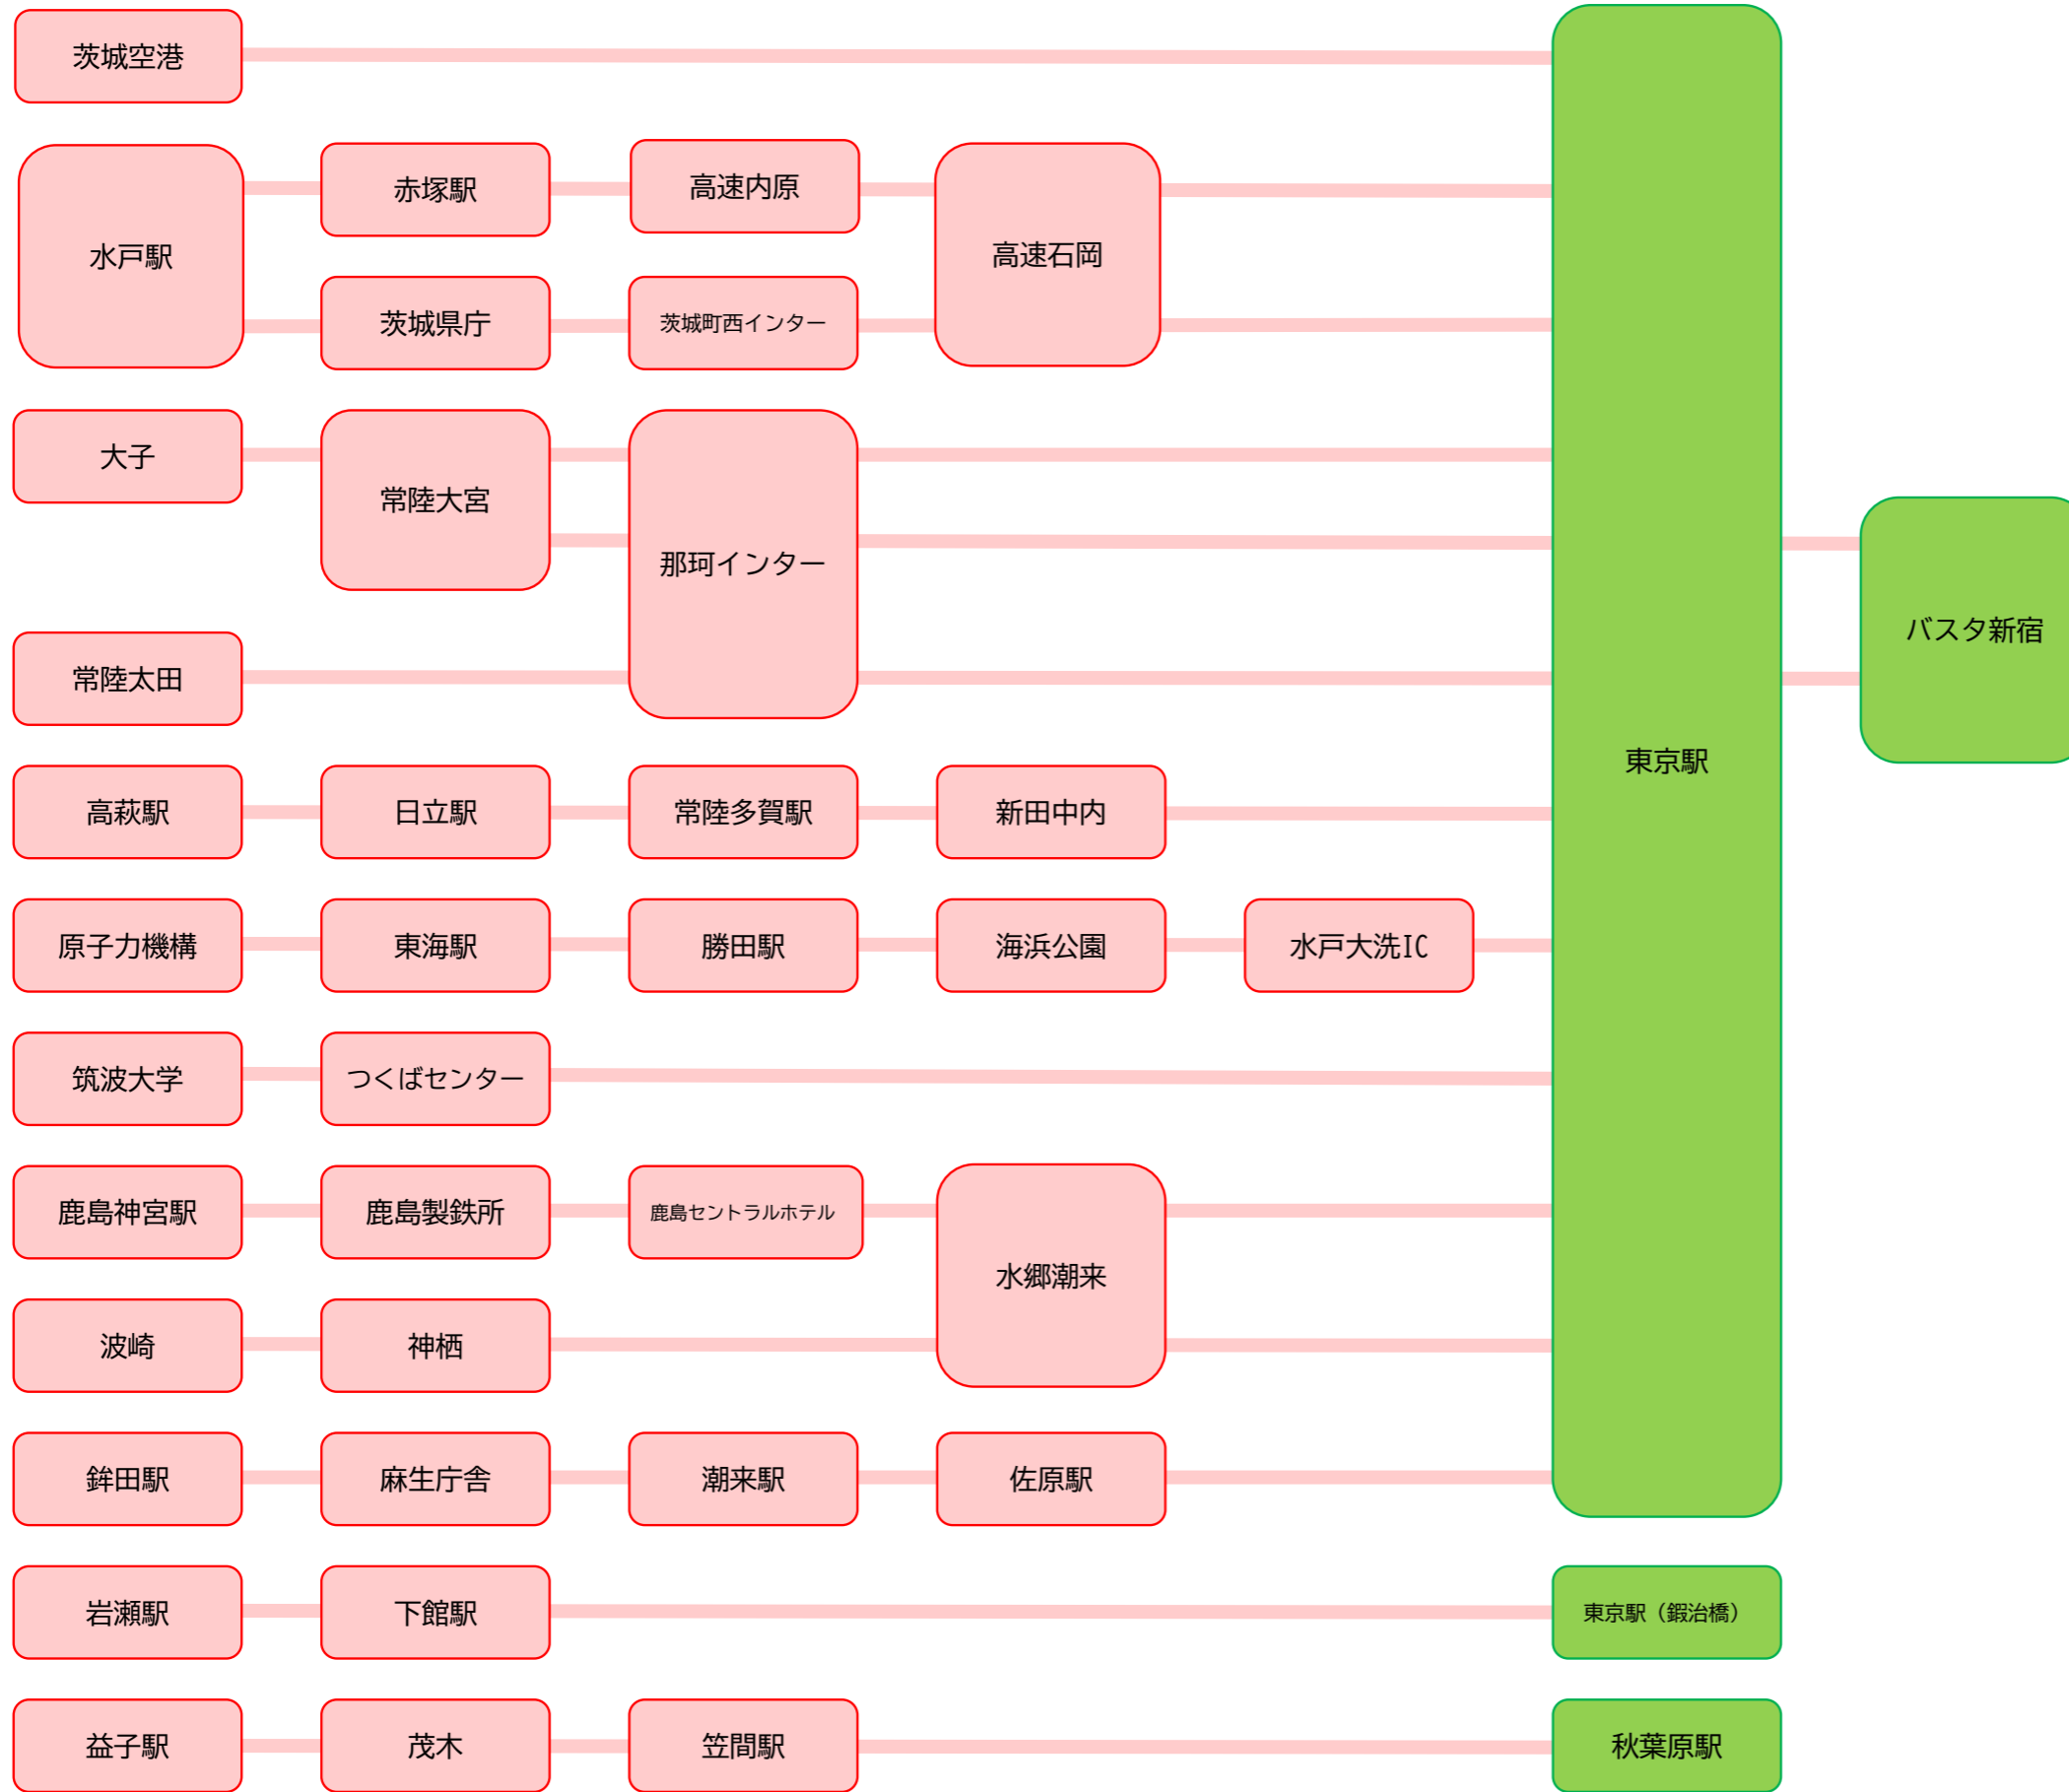 茨城空港
水戸駅
赤塚駅
高速内原
高速石岡
茨城県庁
茨城町西インター
大子
常陸大宮
那珂インター
常陸太田
東京駅
バスタ新宿
高萩駅
日立駅
常陸多賀駅
新田中内
原子力機構
東海駅
勝田駅
海浜公園
水戸大洗IC
筑波大学
つくばセンター
鹿島神宮駅
鹿島製鉄所
鹿島セントラルホテル
水郷潮来
波崎
神栖
鉾田駅
麻生庁舎
潮来駅
佐原駅
岩瀬駅
下館駅
東京駅（鍜治橋）
益子駅
茂木
笠間駅
秋葉原駅